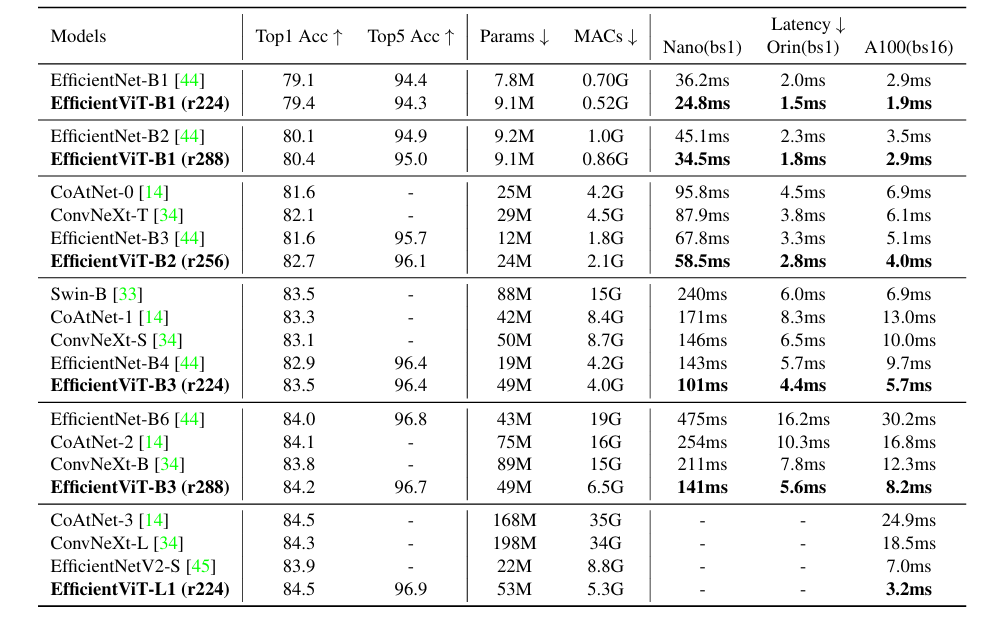 Models Top1 Acc ↑ Top5 Acc ↑ Params ↓ MACs ↓ Latency ↓
Nano(bs1) Orin(bs1) A100(bs16)
EfficientNet-B1 [44] 79.1 94.4 7.8M 0.70G 36.2ms 2.0ms 2.9ms
EfficientViT-B1 (r224) 79.4 94.3 9.1M 0.52G 24.8ms 1.5ms 1.9ms
EfficientNet-B2 [44] 80.1 94.9 9.2M 1.0G 45.1ms 2.3ms 3.5ms
EfficientViT-B1 (r288) 80.4 95.0 9.1M 0.86G 34.5ms 1.8ms 2.9ms
CoAtNet-0 [14] 81.6 - 25M 4.2G 95.8ms 4.5ms 6.9ms
ConvNeXt-T [34] 82.1 - 29M 4.5G 87.9ms 3.8ms 6.1ms
EfficientNet-B3 [44] 81.6 95.7 12M 1.8G 67.8ms 3.3ms 5.1ms
EfficientViT-B2 (r256) 82.7 96.1 24M 2.1G 58.5ms 2.8ms 4.0ms
Swin-B [33] 83.5 - 88M 15G 240ms 6.0ms 6.9ms
CoAtNet-1 [14] 83.3 - 42M 8.4G 171ms 8.3ms 13.0ms
ConvNeXt-S [34] 83.1 - 50M 8.7G 146ms 6.5ms 10.0ms
EfficientNet-B4 [44] 82.9 96.4 19M 4.2G 143ms 5.7ms 9.7ms
EfficientViT-B3 (r224) 83.5 96.4 49M 4.0G 101ms 4.4ms 5.7ms
EfficientNet-B6 [44] 84.0 96.8 43M 19G 475ms 16.2ms 30.2ms
CoAtNet-2 [14] 84.1 - 75M 16G 254ms 10.3ms 16.8ms
ConvNeXt-B [34] 83.8 - 89M 15G 211ms 7.8ms 12.3ms
EfficientViT-B3 (r288) 84.2 96.7 49M 6.5G 141ms 5.6ms 8.2ms
CoAtNet-3 [14] 84.5 - 168M 35G - - 24.9ms
ConvNeXt-L [34] 84.3 - 198M 34G - - 18.5ms
EfficientNetV2-S [45] 83.9 - 22M 8.8G - - 7.0ms
EfficientViT-L1 (r224) 84.5 96.9 53M 5.3G - - 3.2ms